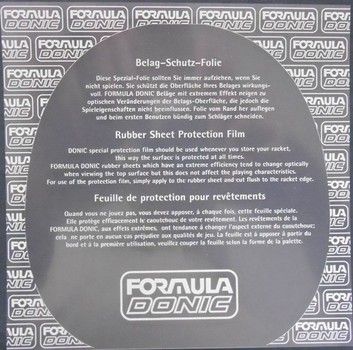 FORMULA DONIC
Belag-Schutz-Folie
Diese Spezial-Folie sollten Sie immer aufziehen, wenn Sie
nicht spielen. Sie schützt die Oberfläche Ihres Belages wirkungs-
voll. FORMULA DONIC Beläge mit extremem Effekt neigen zu
optischen Veränderungen der Belags-Oberfläche, die jedoch die
Spieleigenschaften nicht beeinflussen. Folie vom Rand her auflegen
und beim ersten Benutzen bündig zum Schläger schneiden.
Rubber Sheet Protection Film
DONIC special protection film should be used whenever you store your racket,
this way the surface is protected at all times.
FORMULA DONIC rubber sheets which have an extreme efficiency tend to change optically
when viewing the top surface but this does not affect the playing characteristics.
For use of the protection film, simply apply to the rubber sheet and cut flush to the racket edge.
Feuille de protection pour revêtements
Quand vous ne jouez pas, vous devez apposer, à chaque fois, cette feuille spéciale.
Elle protège efficacement le caoutchouc de votre revêtement. Les revêtements de la
FORMULA DONIC, aux effets extrêmes, ont tendance à changer l'aspect externe du caoutchouc;
cela ne porte en aucun cas préjudice aux qualités de jeu. La feuille est à apposer à partir du
bord et à la première utilisation, veuillez couper la feuille selon la forme de la palette.
FORMULA
DONIC